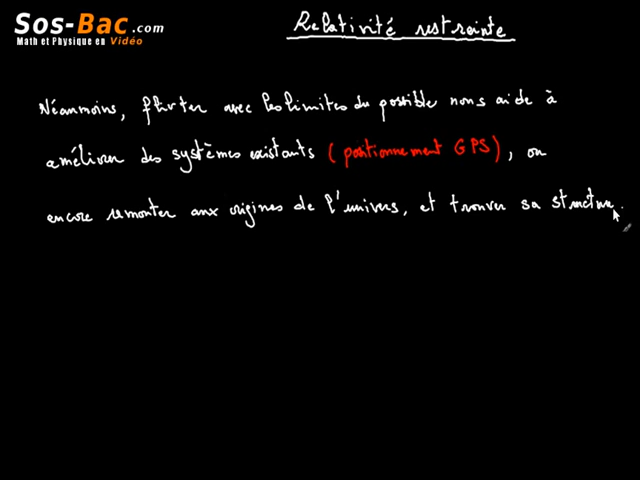 Sos-Bac.com
Math et Physique en Vidéo
Relativité restreinte
Néanmoins, flirter avec les limites du possible nous aide à
améliorer des systèmes existants (positionnement GPS), ou
encore remonter aux origines de l'univers, et trouver sa structure.